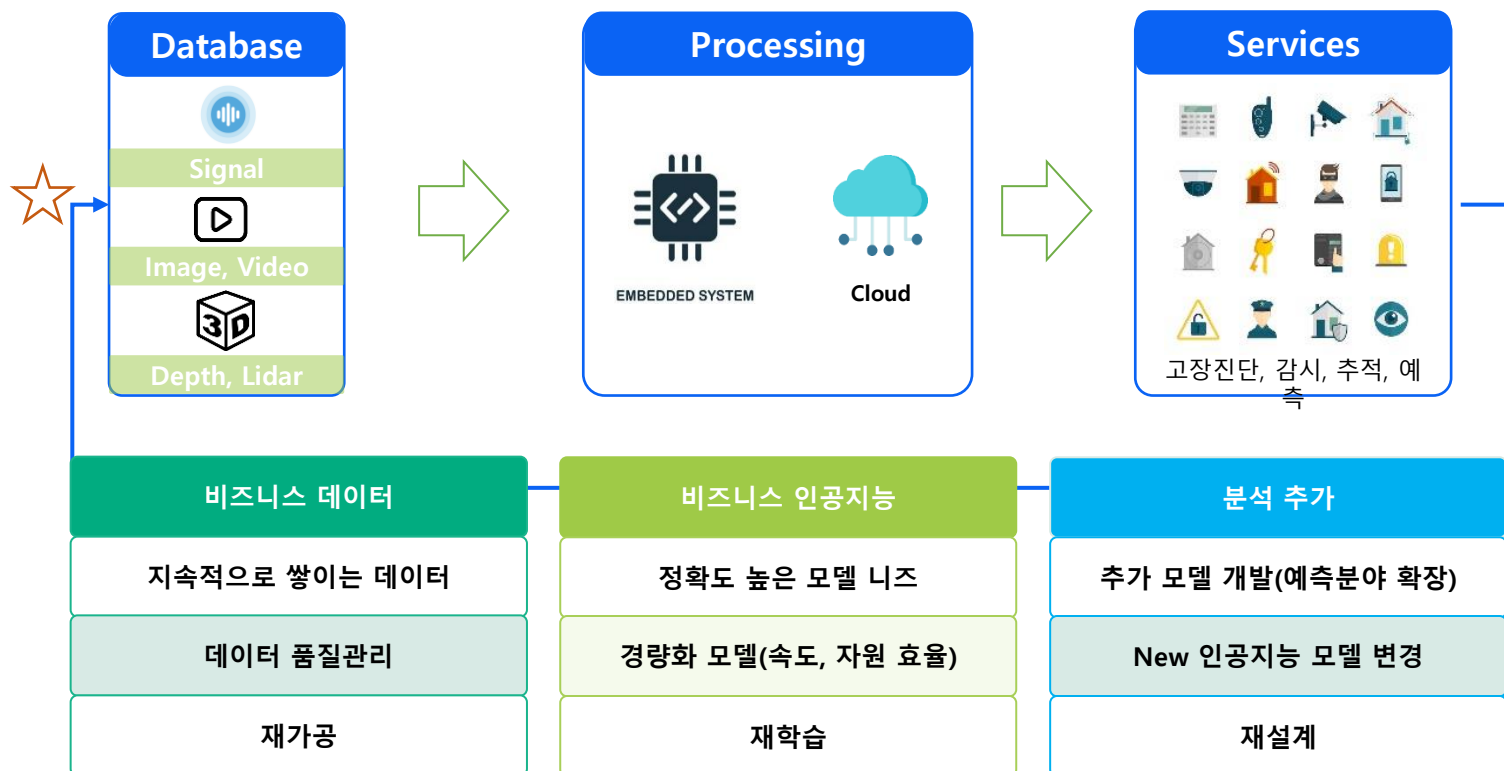 Database
Processing
Services
Signal
Image, Video
3D
Depth, Lidar
EMBEDDED SYSTEM
Cloud
고장진단, 감시, 추적, 예
측
비즈니스 데이터
비즈니스 인공지능
분석 추가
지속적으로 쌓이는 데이터
정확도 높은 모델 니즈
추가 모델 개발(예측분야 확장)
데이터 품질관리
경량화 모델(속도, 자원 효율)
New 인공지능 모델 변경
재가공
재학습
재설계